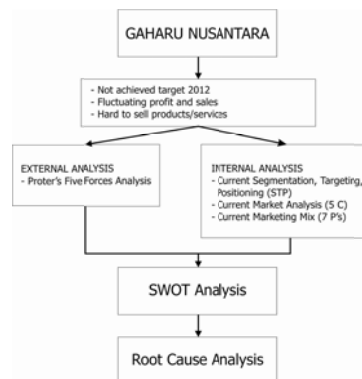 GAHARU NUSANTARA
- Not achieved target 2012
- Fluctuating profit and sales
- Hard to sell products/services
EXTERNAL ANALYSIS
- Proter's Five Forces Analysis
INTERNAL ANALYSIS
- Current Segmentation, Targeting,
Positioning (STP)
- Current Market Analysis (5 C)
- Current Marketing Mix (7 P's)
SWOT Analysis
Root Cause Analysis